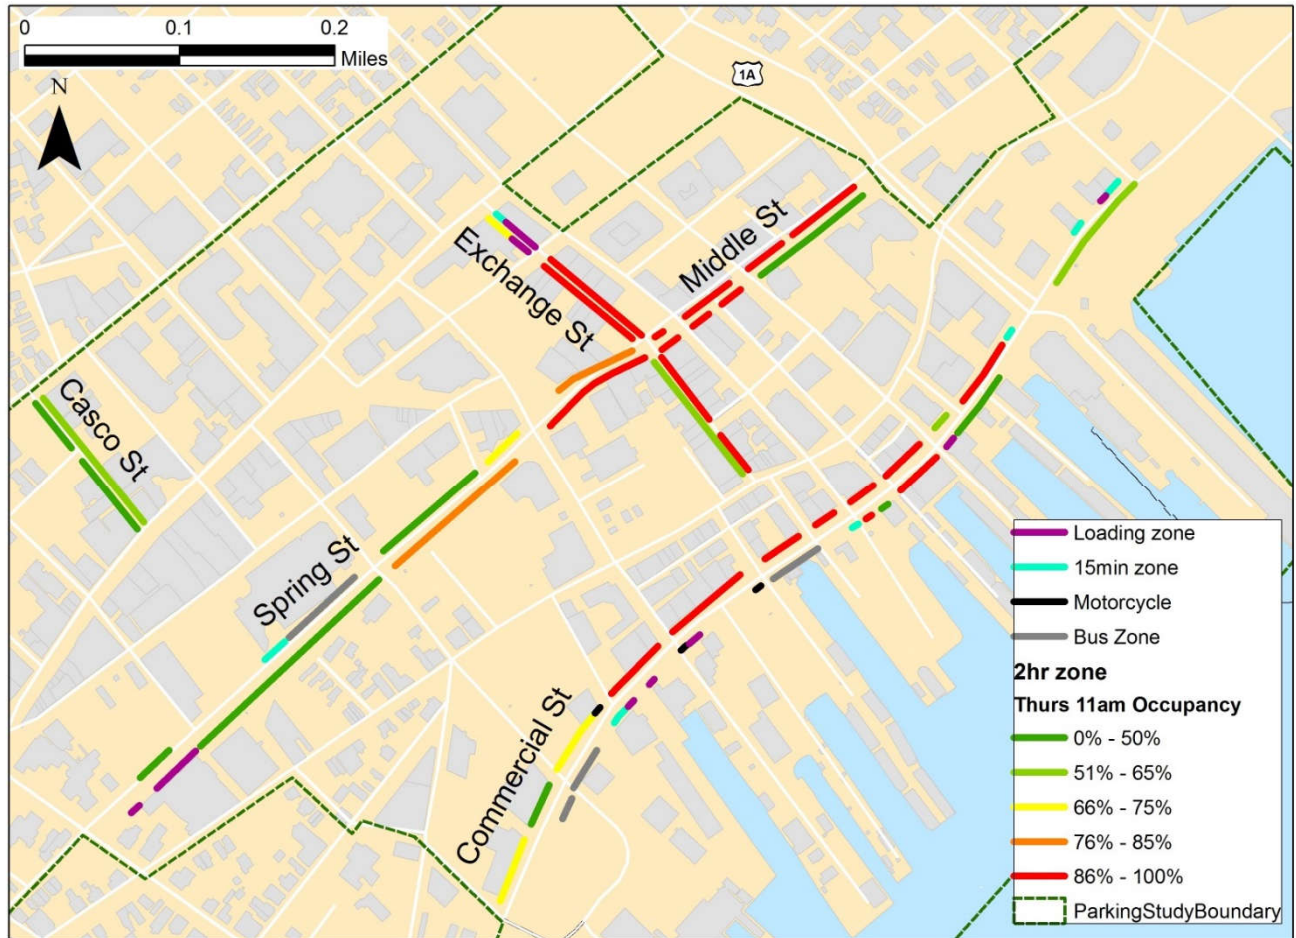 0 0.1 0.2
Miles
N
1A
Middle St
Exchange St
Casco St
Spring St
Commercial St
Loading zone
15min zone
Motorcycle
Bus Zone
2hr zone
Thurs 11am Occupancy
0% - 50%
51% - 65%
66% - 75%
76% - 85%
86% - 100%
ParkingStudyBoundary